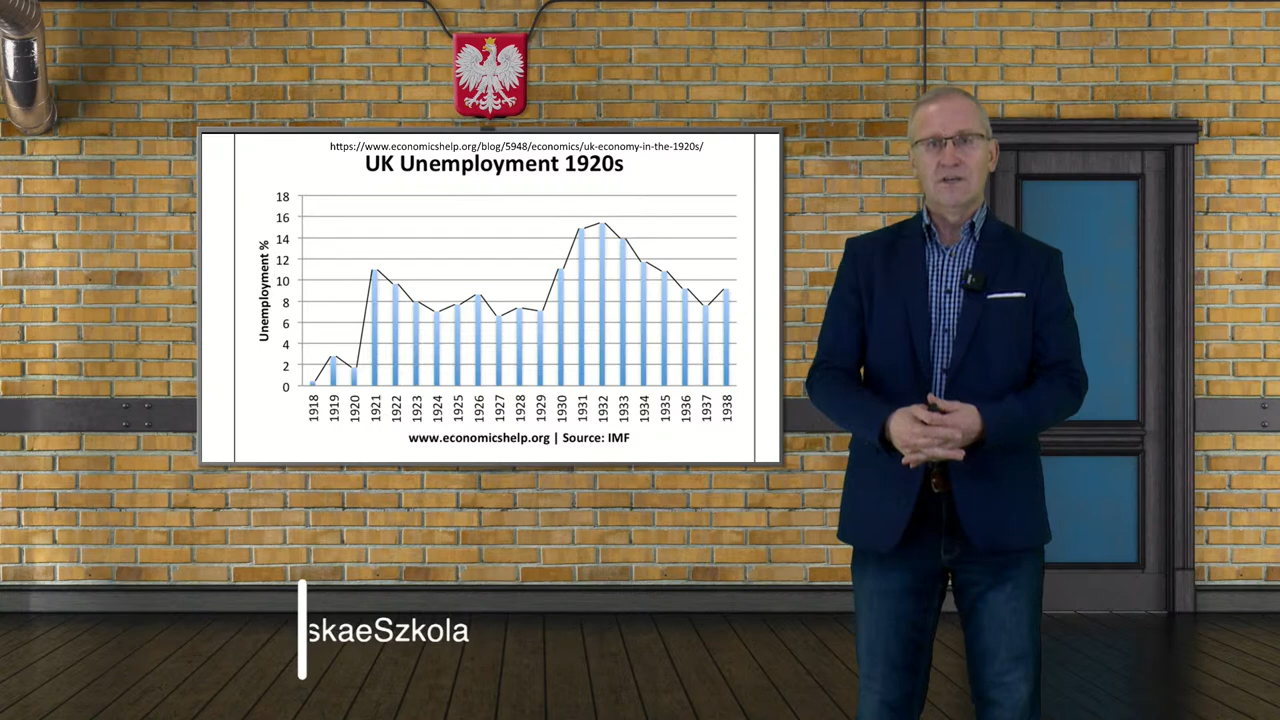 https://www.economicshelp.org/blog/5948/economics/uk-economy-in-the-1920s/
UK Unemployment 1920s
Unemployment %
18
16
14
12
10
8
6
4
2
0
1918 1919 1920 1921 1922 1923 1924 1925 1926 1927 1928 1929 1930 1931 1932 1933 1934 1935 1936 1937 1938
www.economicshelp.org | Source: IMF
skaeSzkola